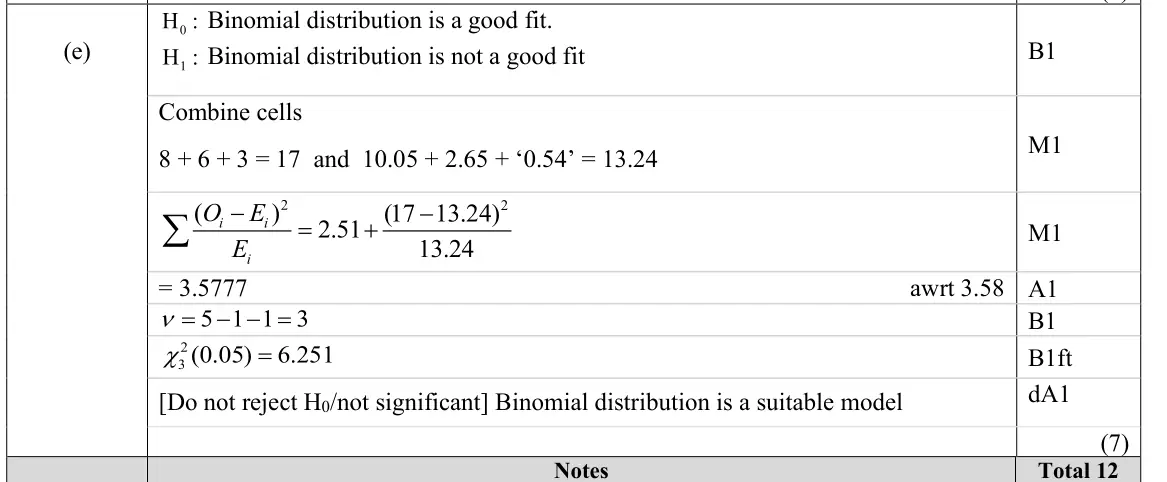 (e)
H₀ : Binomial distribution is a good fit.
H₁ : Binomial distribution is not a good fit
B1
Combine cells
8 + 6 + 3 = 17 and 10.05 + 2.65 + ‘0.54’ = 13.24
M1
∑ (Oᵢ − Eᵢ)² / Eᵢ = 2.51 + (17 − 13.24)² / 13.24
M1
= 3.5777 awrt 3.58 A1
ν = 5 − 1 − 1 = 3 B1
χ₃²(0.05) = 6.251 B1ft
[Do not reject H₀/not significant] Binomial distribution is a suitable model dA1
(7)
Notes Total 12